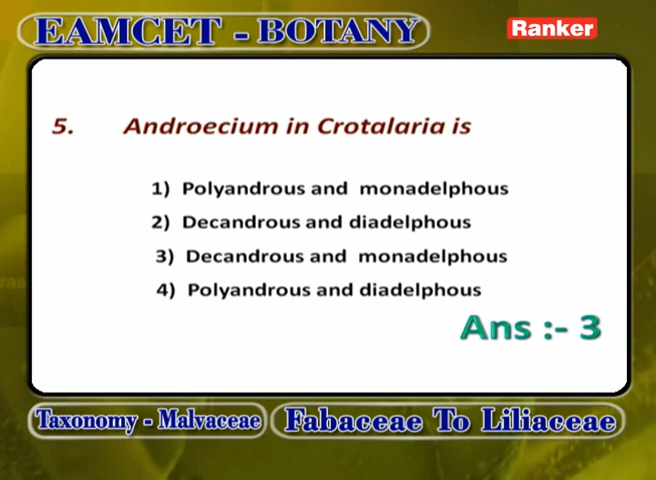 EAMCET - BOTANY
Ranker
5. Androecium in Crotalaria is
1) Polyandrous and monadelphous
2) Decandrous and diadelphous
3) Decandrous and monadelphous
4) Polyandrous and diadelphous
Ans :- 3
Taxonomy - Malvaceae
Fabaceae To Liliaceae